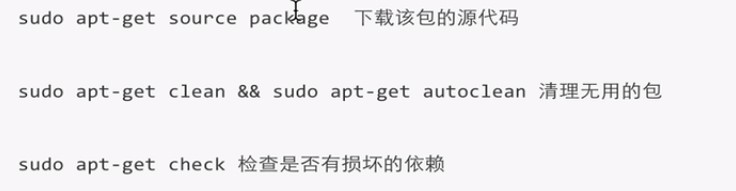 sudo apt-get source package 下载该包的源代码
sudo apt-get clean && sudo apt-get autoclean 清理无用的包
sudo apt-get check 检查是否有损坏的依赖